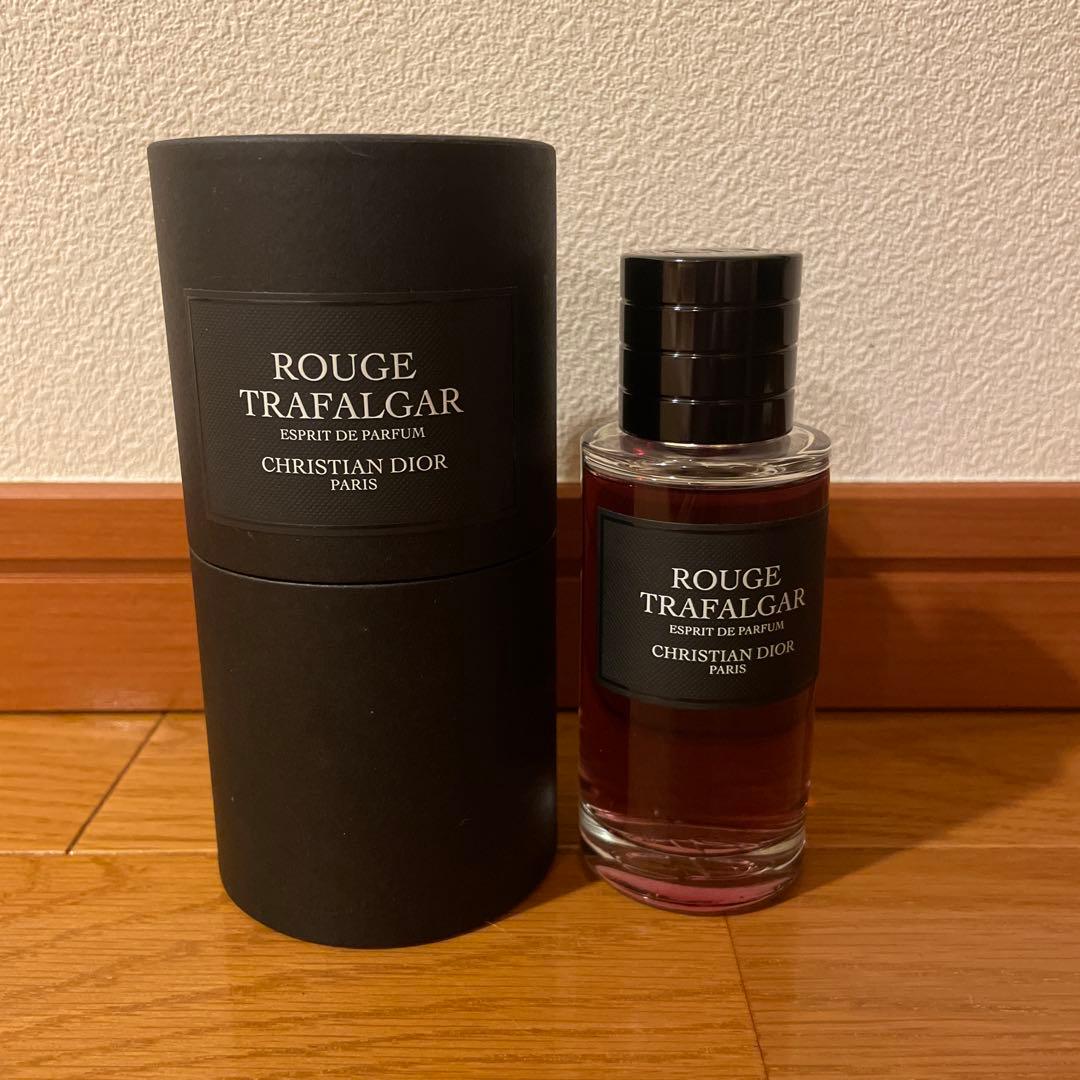 ROUGE
TRAFALGAR
ESPRIT DE PARFUM
CHRISTIAN DIOR
PARIS
ROUGE
TRAFALGAR
ESPRIT DE PARFUM
CHRISTIAN DIOR
PARIS